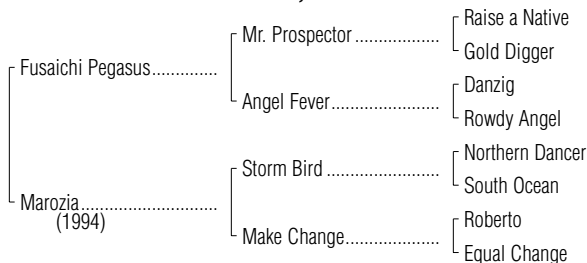 Raise a Native
Mr. Prospector ....................
Gold Digger
Fusaichi Pegasus...............
Danzig
Angel Fever.........................
Rowdy Angel
Northern Dancer
Storm Bird .........................
South Ocean
Marozia...............................
(1994)
Roberto
Make Change......................
Equal Change